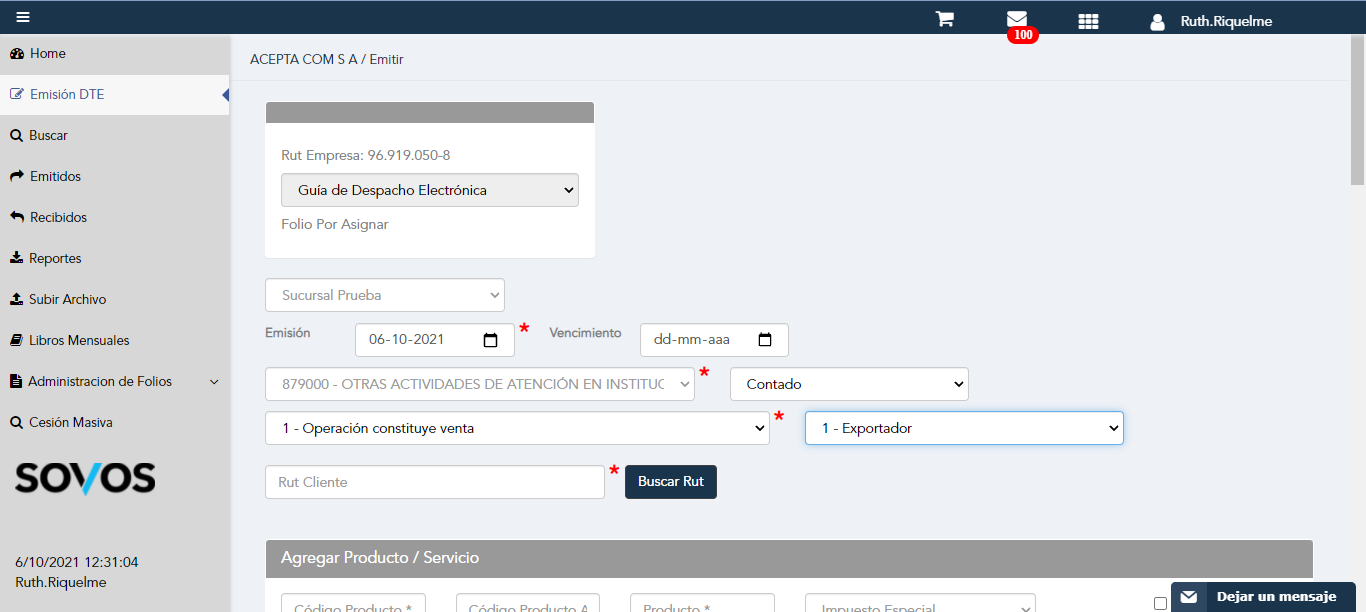 100
Ruth.Riquelme
Home
Emisión DTE
Buscar
Emitidos
Recibidos
Reportes
Subir Archivo
Libros Mensuales
Administracion de Folios
Cesión Masiva
SOVOS
6/10/2021 12:31:04
Ruth.Riquelme
ACEPTA COM S A / Emitir
Rut Empresa: 96.919.050-8
Guía de Despacho Electrónica
Folio Por Asignar
Sucursal Prueba
Emisión 06-10-2021 * Vencimiento dd-mm-aaa
879000 - OTRAS ACTIVIDADES DE ATENCIÓN EN INSTITUC * Contado
1 - Operación constituye venta * 1 - Exportador
Rut Cliente * Buscar Rut
Agregar Producto / Servicio
Código Producto * Código Producto A Producto * Impuesto Especial
Dejar un mensaje